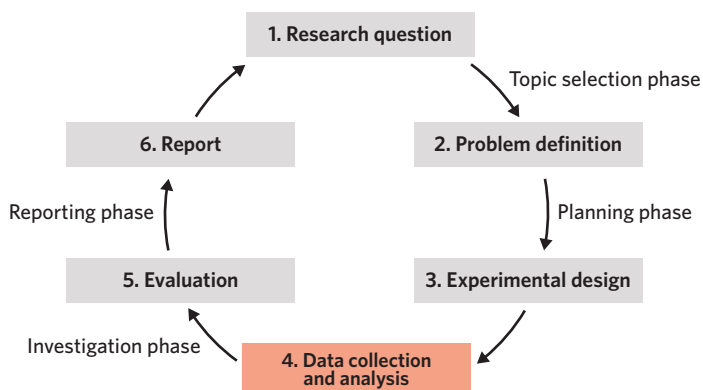 1. Research question
Topic selection phase
2. Problem definition
Planning phase
3. Experimental design
4. Data collection
and analysis
Investigation phase
5. Evaluation
Reporting phase
6. Report